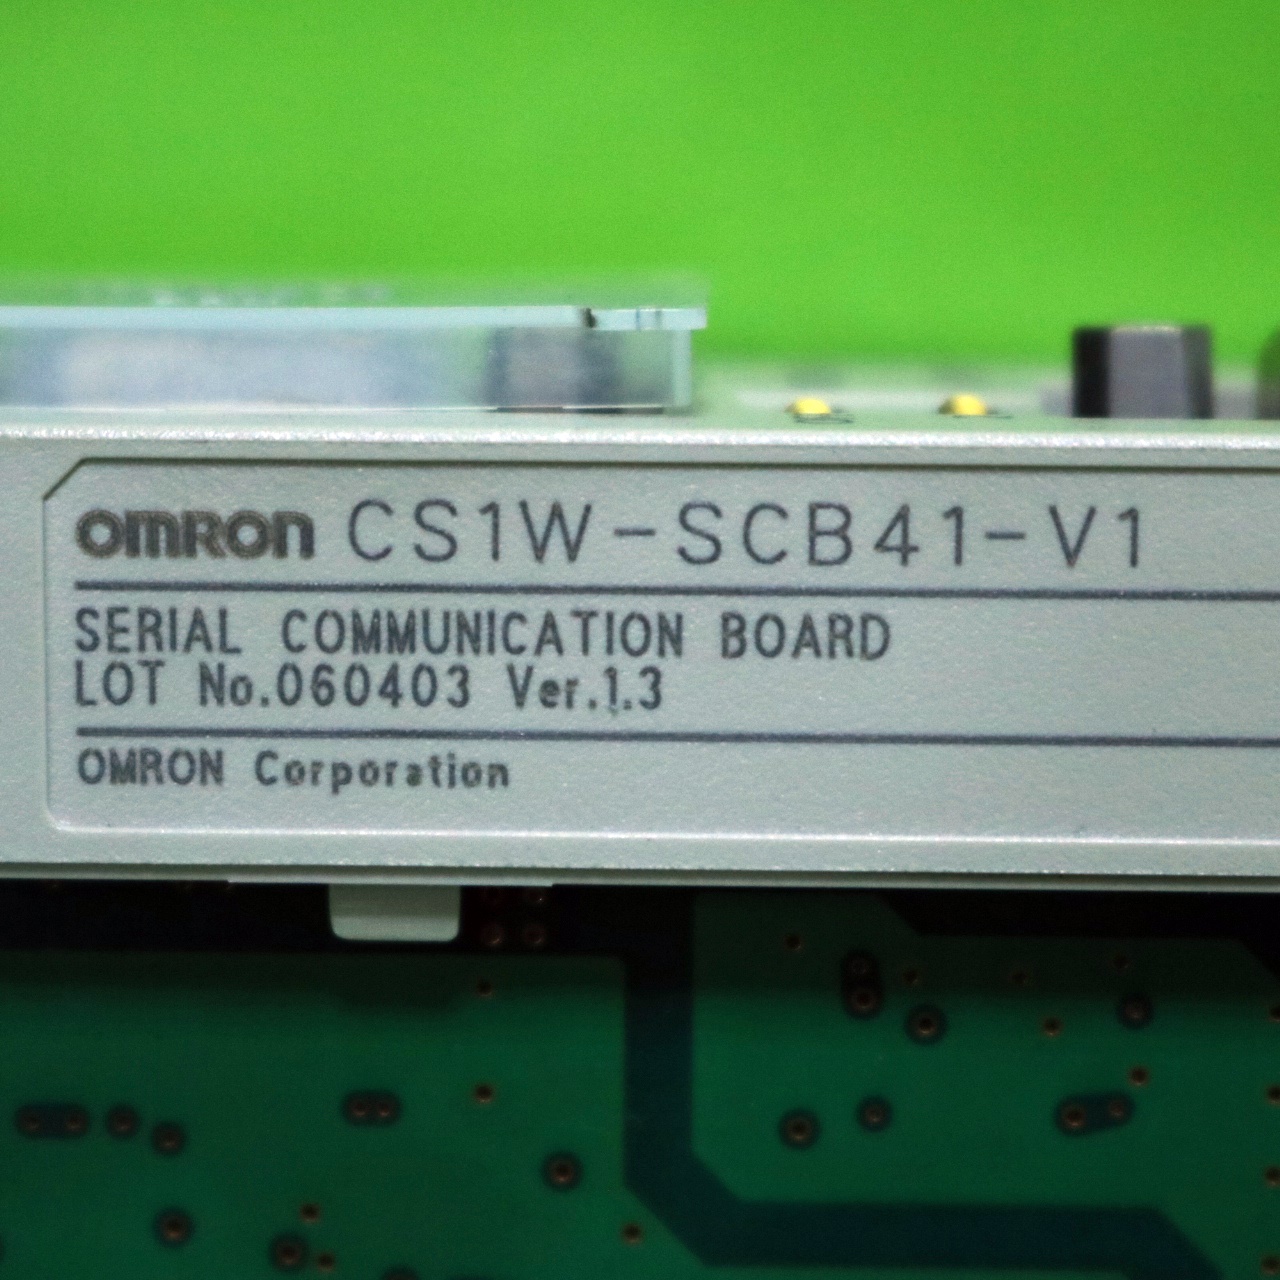 OMRON CS1W-SCB41-V1
SERIAL COMMUNICATION BOARD
LOT No.060403 Ver.1.3
OMRON Corporation